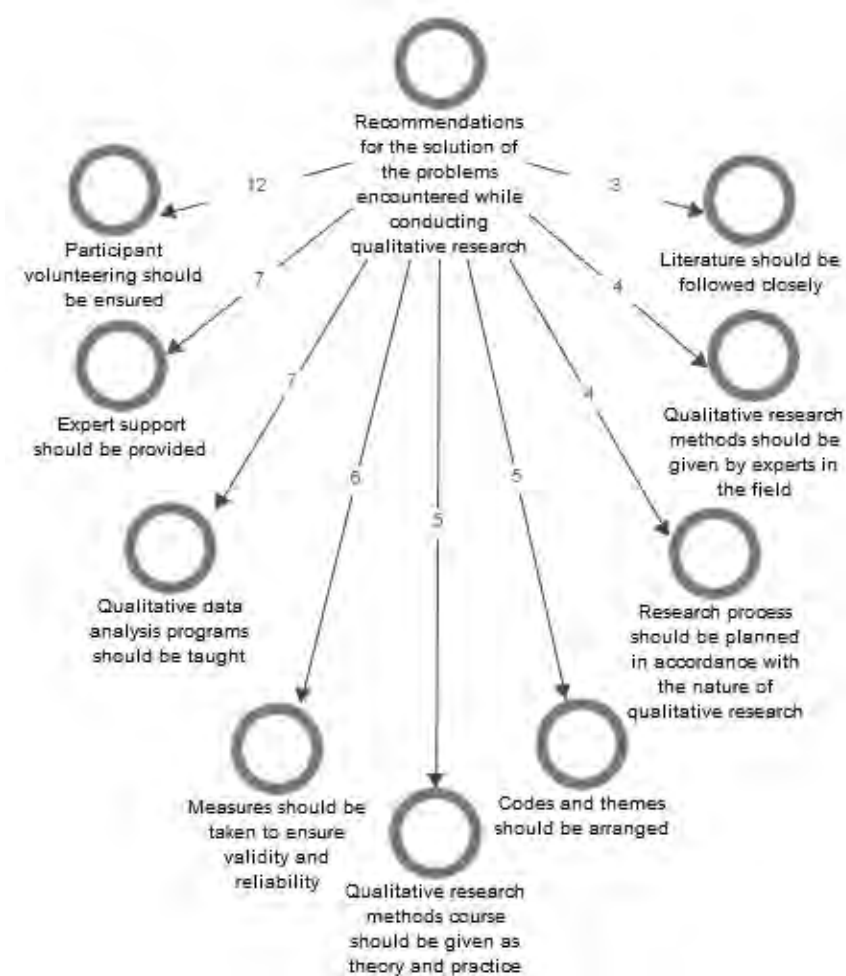 Recommendations
for the solution of
the problems
encountered while
conducting
qualitative research
12
Participant
volunteering should
be ensured
7
Expert support
should be provided
7
Qualitative data
analysis programs
should be taught
6
Measures should be
taken to ensure
validity and
reliability
5
Qualitative research
methods course
should be given as
theory and practice
5
Codes and themes
should be arranged
4
Research process
should be planned
in accordance with
the nature of
qualitative research
4
Qualitative research
methods should be
given by experts in
the field
3
Literature should be
followed closely